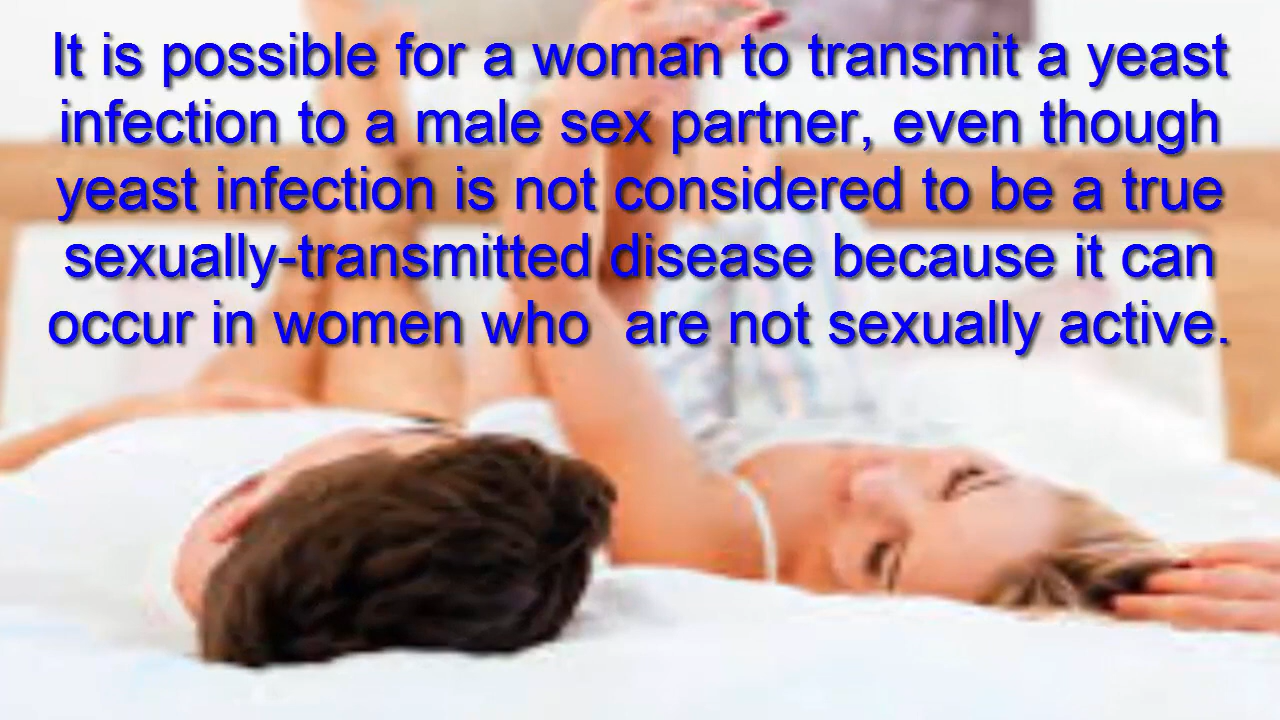 It is possible for a woman to transmit a yeast
infection to a male sex partner, even though
yeast infection is not considered to be a true
sexually-transmitted disease because it can
occur in women who  are not sexually active.